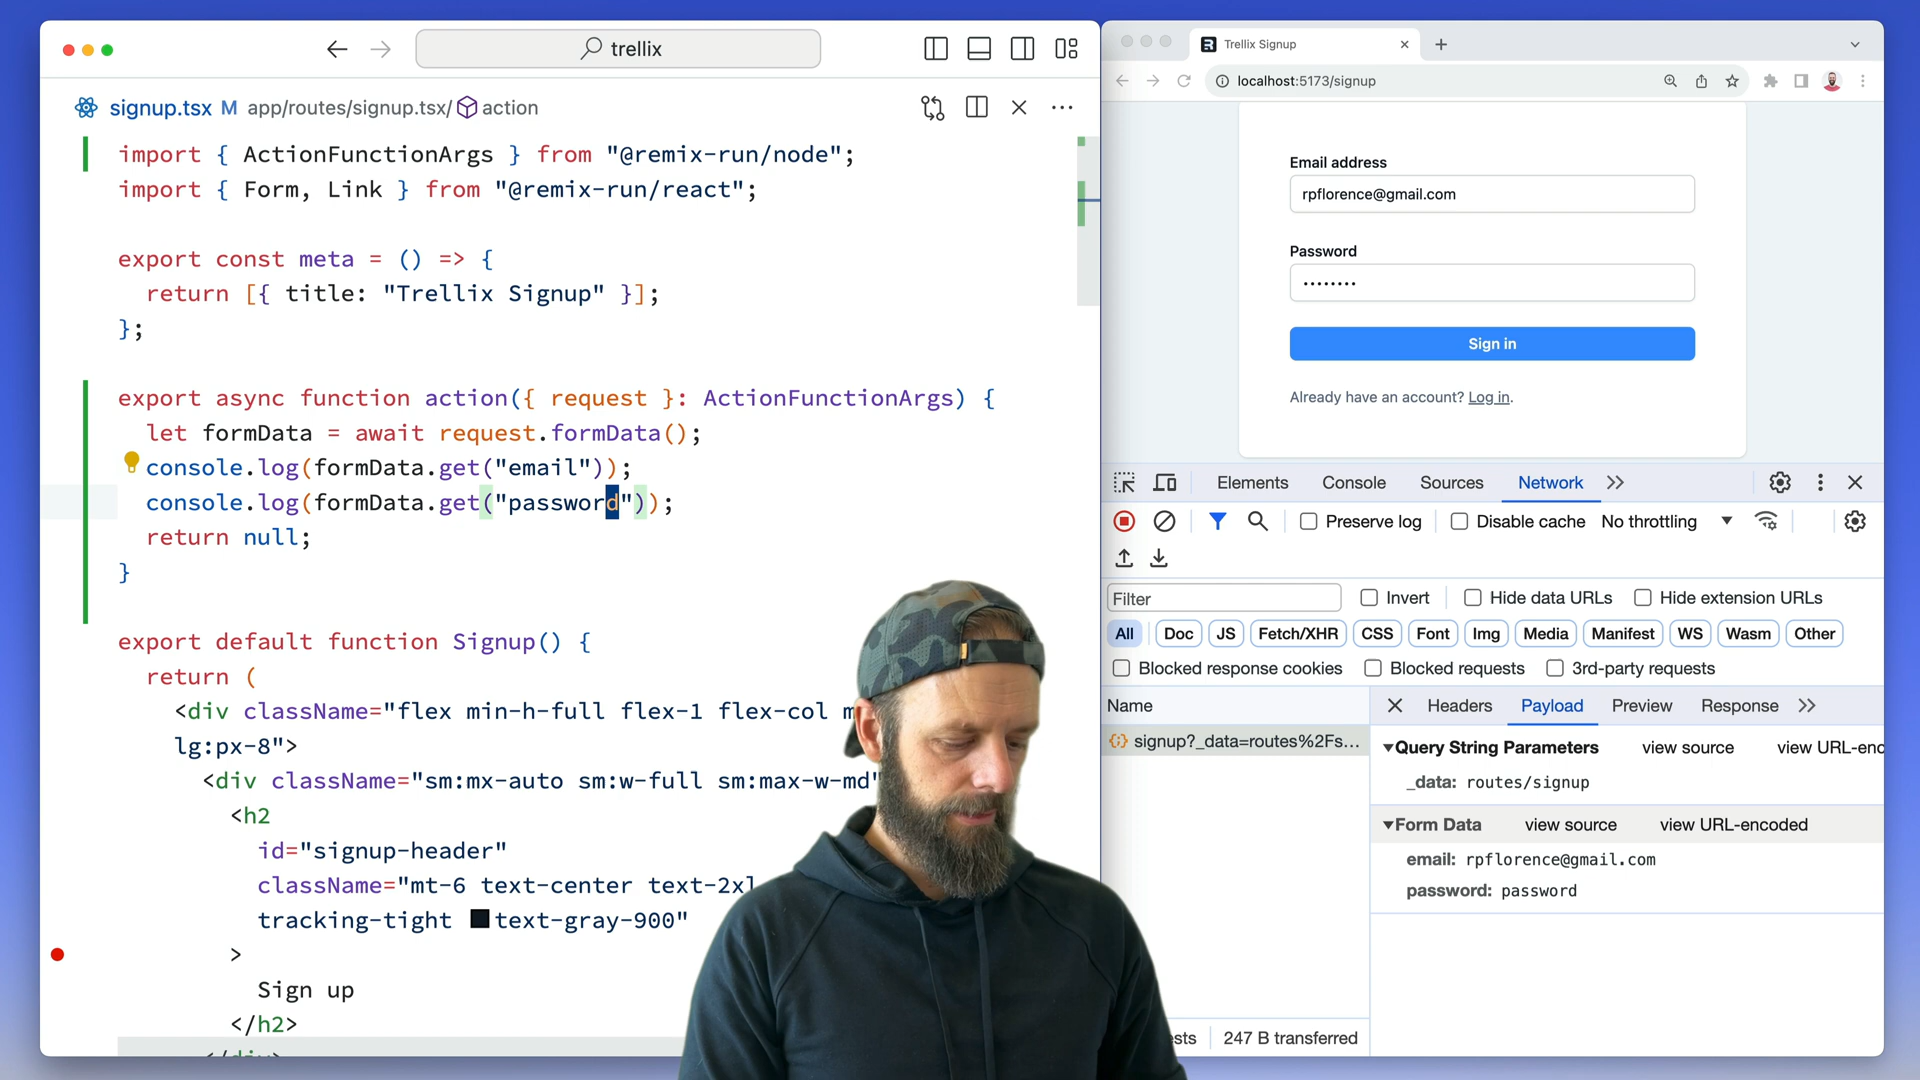 trellix
signup.tsx M app/routes/signup.tsx/ action
import { ActionFunctionArgs } from "@remix-run/node";
import { Form, Link } from "@remix-run/react";
export const meta = () => {
return [{ title: "Trellix Signup" }];
};
export async function action({ request }: ActionFunctionArgs) {
let formData = await request.formData();
console.log(formData.get("email"));
console.log(formData.get("password"));
return null;
}
export default function Signup() {
return (
<div className="flex min-h-full flex-1 flex-col
lg:px-8">
<div className="sm:mx-auto sm:w-full sm:max-w-md"
<h2
id="signup-header"
className="mt-6 text-center text-2xl
tracking-tight text-gray-900"
>
Sign up
</h2>
Trellix Signup
localhost:5173/signup
Email address
rpflorence@gmail.com
Password
••••••••
Sign in
Already have an account? Log in.
Elements Console Sources Network
Preserve log Disable cache No throttling
Filter Invert Hide data URLs Hide extension URLs
All Doc JS Fetch/XHR CSS Font Img Media Manifest WS Wasm Other
Blocked response cookies Blocked requests 3rd-party requests
Name Headers Payload Preview Response
signup?_data=routes%2Fs...
Query String Parameters view source view URL-enc
_data: routes/signup
Form Data view source view URL-encoded
email: rpflorence@gmail.com
password: password
247 B transferred